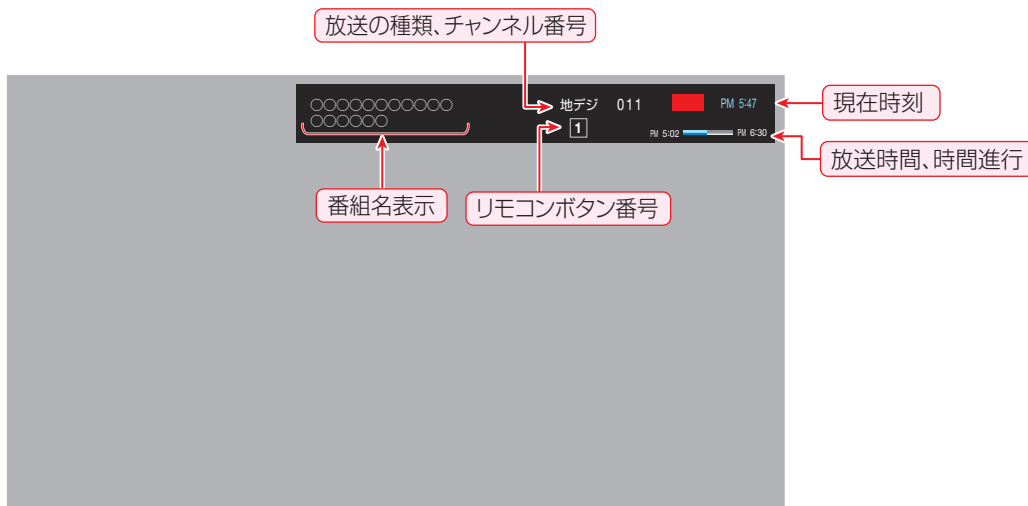 放送の種類、チャンネル番号
○○○○○○○○○○○
○○○○○○
地デジ 011
PM 5:47
1
PM 5:02
PM 6:30
現在時刻
放送時間、時間進行
番組名表示
リモコンボタン番号